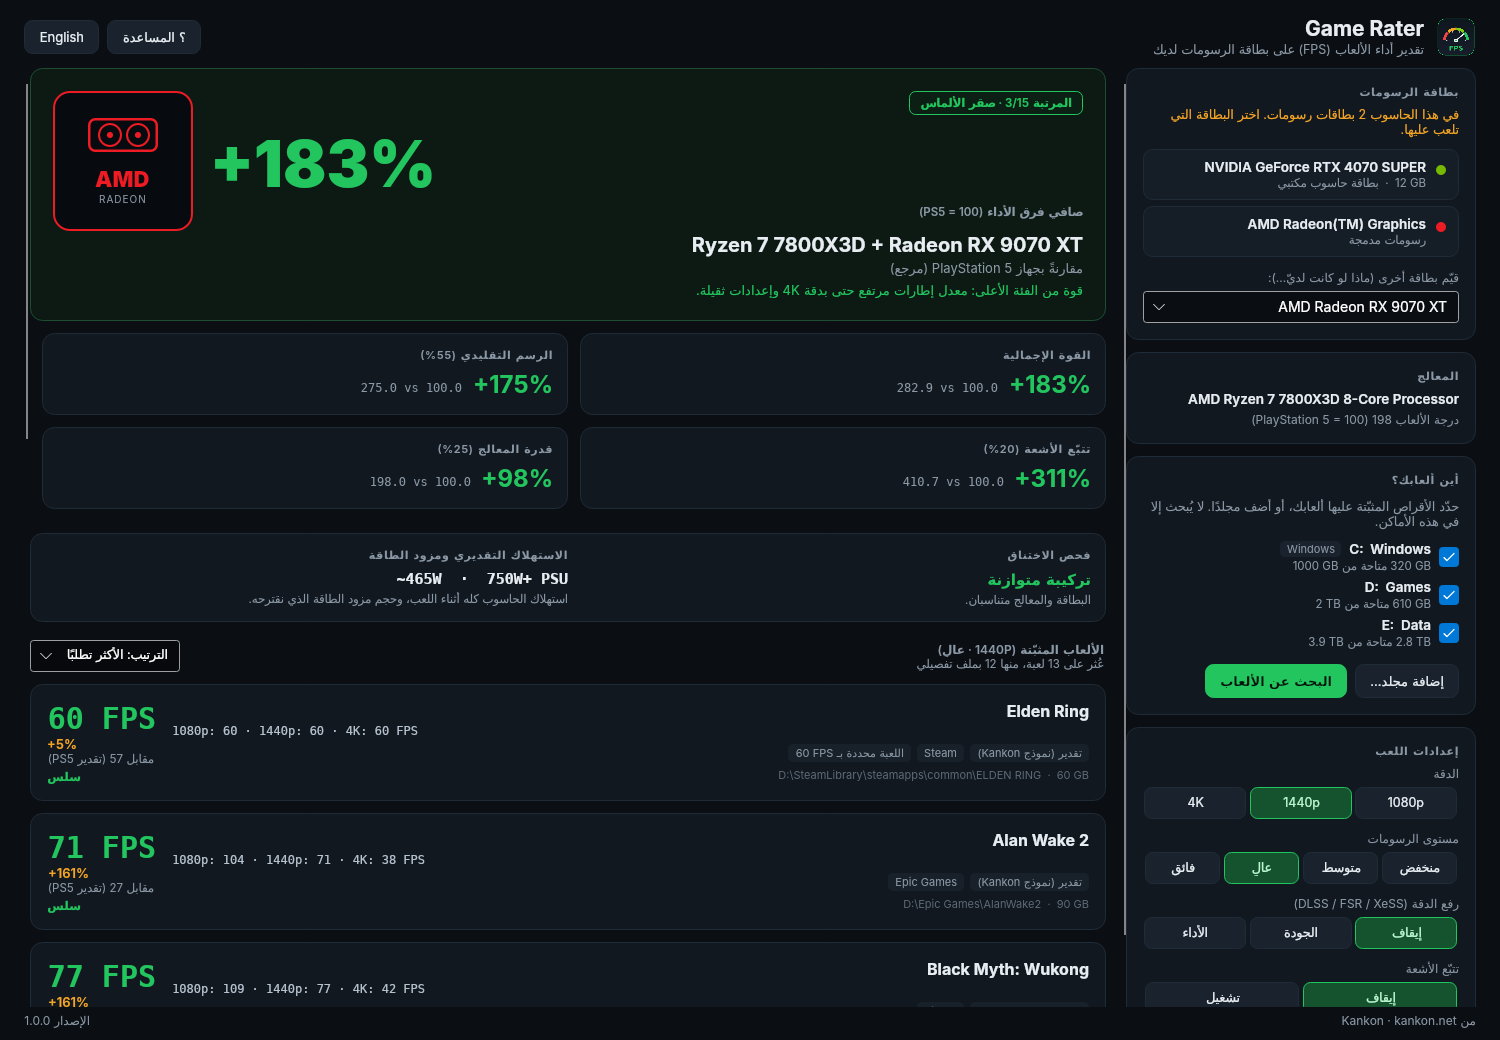 Game Rater
تقدير أداء الألعاب (FPS) على بطاقة الرسومات لديك
؟ المساعدة
English
بطاقة الرسومات
في هذا الحاسوب 2 بطاقات رسومات. اختر البطاقة التي
تلعب عليها.
NVIDIA GeForce RTX 4070 SUPER
12 GB · بطاقة حاسوب مكتبي
AMD Radeon(TM) Graphics
رسومات مدمجة
قيّم بطاقة أخرى (ماذا لو كانت لديّ...):
AMD Radeon RX 9070 XT
المعالج
AMD Ryzen 7 7800X3D 8-Core Processor
درجة الألعاب 198 (PlayStation 5 = 100)
أين ألعابك؟
حدّد الأقراص المثبّتة عليها ألعابك، أو أضف مجلدًا. لا يُبحث إلا
في هذه الأماكن.
C: Windows Windows
320 GB متاحة من 1000 GB
D: Games
610 GB متاحة من 2 TB
E: Data
2.8 TB متاحة من 3.9 TB
إضافة مجلد...
البحث عن الألعاب
إعدادات اللعب
الدقة
1080p
1440p
4K
مستوى الرسومات
منخفض
متوسط
عالٍ
فائق
رفع الدقة (DLSS / FSR / XeSS)
إيقاف
الجودة
الأداء
تتبّع الأشعة
إيقاف
تشغيل
المرتبة 3/15 · صقر الألماس
AMD
RADEON
+183%
صافي فرق الأداء (PS5 = 100)
Ryzen 7 7800X3D + Radeon RX 9070 XT
مقارنةً بجهاز PlayStation 5 (مرجع)
قوة من الفئة الأعلى: معدل إطارات مرتفع حتى بدقة 4K وإعدادات ثقيلة.
القوة الإجمالية
+183% 282.9 vs 100.0
الرسم التقليدي (55%)
+175% 275.0 vs 100.0
تتبّع الأشعة (20%)
+311% 410.7 vs 100.0
قدرة المعالج (25%)
+98% 198.0 vs 100.0
فحص الاختناق
تركيبة متوازنة
البطاقة والمعالج متناسبان.
الاستهلاك التقديري ومزود الطاقة
~465W · 750W+ PSU
استهلاك الحاسوب كله أثناء اللعب، وحجم مزود الطاقة الذي نقترحه.
الألعاب المثبّتة (1440P · عالٍ)
عُثر على 13 لعبة، منها 12 بملف تفصيلي
الترتيب: الأكثر تطلبًا
Elden Ring
تقدير (نموذج Kankon)
Steam
اللعبة محددة بـ 60 FPS
D:\SteamLibrary\steamapps\common\ELDEN RING · 60 GB
1080p: 60 · 1440p: 60 · 4K: 60 FPS
60 FPS
+5%
مقابل 57 (تقدير PS5)
سلس
Alan Wake 2
تقدير (نموذج Kankon)
Epic Games
D:\Epic Games\AlanWake2 · 90 GB
1080p: 104 · 1440p: 71 · 4K: 38 FPS
71 FPS
+161%
مقابل 27 (تقدير PS5)
سلس
Black Myth: Wukong
1080p: 109 · 1440p: 77 · 4K: 42 FPS
77 FPS
+161%
من Kankon · kankon.net
الإصدار 1.0.0